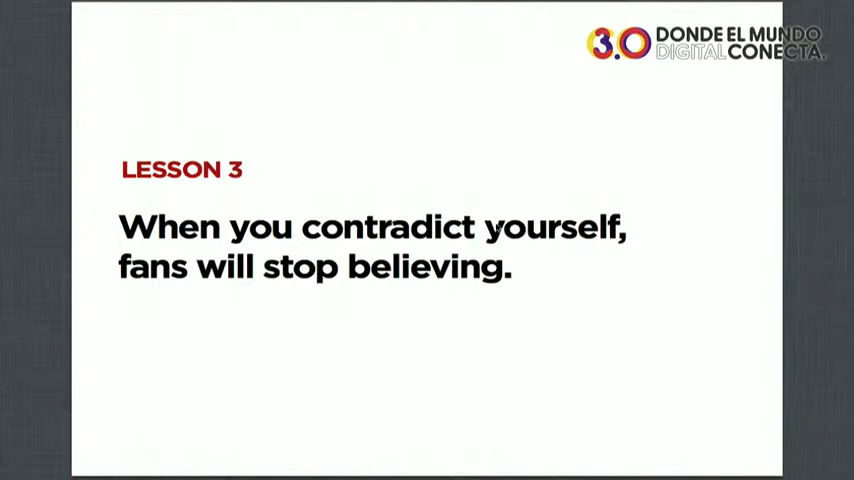 3.0 DONDE EL MUNDO
DIGITAL CONECTA.
LESSON 3
When you contradict yourself,
fans will stop believing.